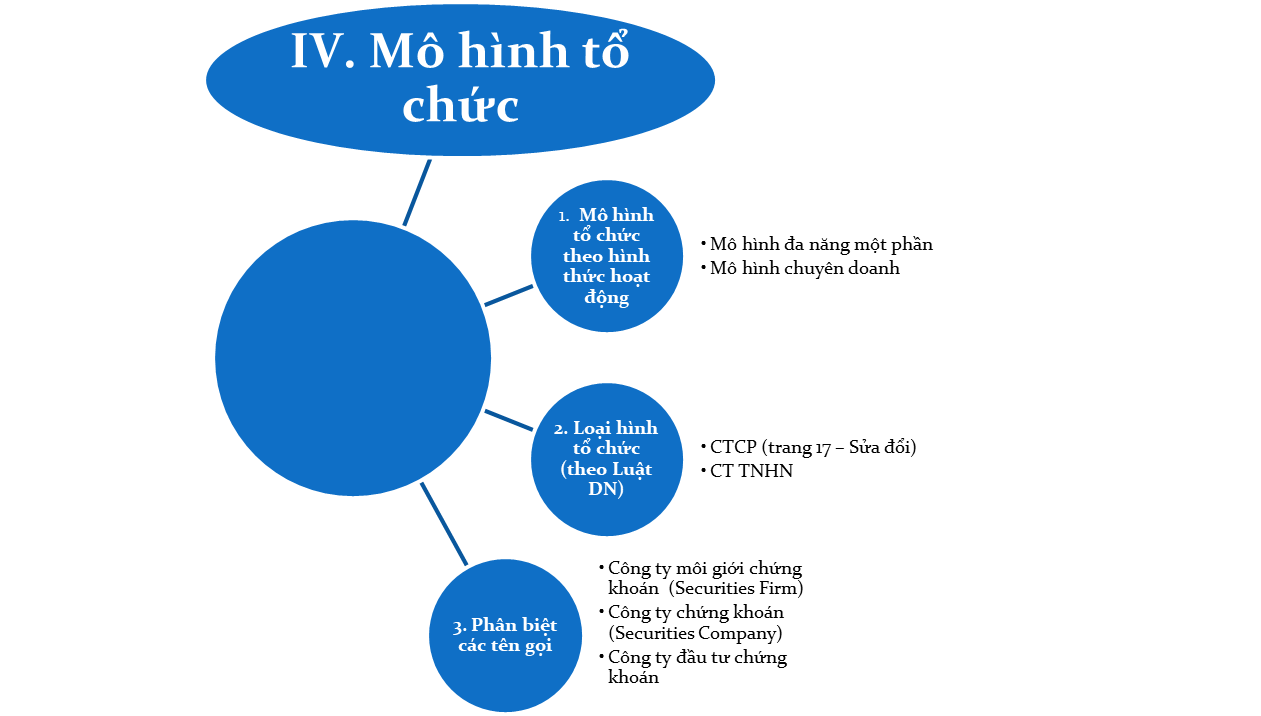 IV. Mô hình tổ
chức
1. Mô hình
tổ chức
theo hình
thức hoạt
động
• Mô hình đa năng một phần
• Mô hình chuyên doanh
2. Loại hình
tổ chức
(theo Luật
DN)
• CTCP (trang 17 – Sửa đổi)
• CT TNHN
3. Phân biệt
các tên gọi
• Công ty môi giới chứng
khoán (Securities Firm)
• Công ty chứng khoán
(Securities Company)
• Công ty đầu tư chứng
khoán